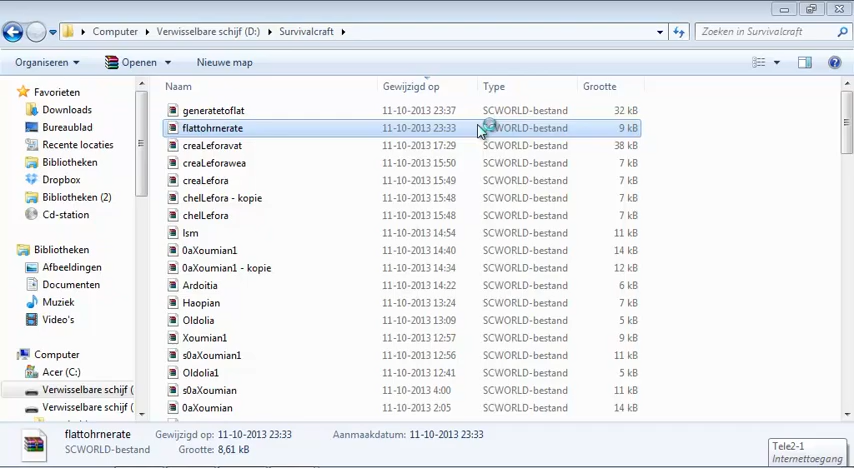 Computer ▸ Verwisselbare schijf (D:) ▸ Survivalcraft ▸
Zoeken in Survivalcraft
Organiseren Openen Nieuwe map
Favorieten
Downloads
Bureaublad
Recente locaties
Bibliotheken
Dropbox
Bibliotheken (2)
Cd-station
Bibliotheken
Afbeeldingen
Documenten
Muziek
Video's
Computer
Acer (C:)
Verwisselbare schijf (
Verwisselbare schijf (
Naam Gewijzigd op Type Grootte
generatetoflat 11-10-2013 23:37 SCWORLD-bestand 32 kB
flattohrnerate 11-10-2013 23:33 SCWORLD-bestand 9 kB
creaLeforavat 11-10-2013 17:29 SCWORLD-bestand 38 kB
creaLeforawea 11-10-2013 15:50 SCWORLD-bestand 7 kB
creaLefora 11-10-2013 15:49 SCWORLD-bestand 7 kB
chelLefora - kopie 11-10-2013 15:48 SCWORLD-bestand 7 kB
chelLefora 11-10-2013 15:48 SCWORLD-bestand 7 kB
lsm 11-10-2013 14:54 SCWORLD-bestand 11 kB
0aXoumian1 11-10-2013 14:40 SCWORLD-bestand 14 kB
0aXoumian1 - kopie 11-10-2013 14:34 SCWORLD-bestand 12 kB
Ardoitia 11-10-2013 14:22 SCWORLD-bestand 6 kB
Haopian 11-10-2013 13:24 SCWORLD-bestand 7 kB
Oldolia 11-10-2013 13:09 SCWORLD-bestand 5 kB
Xoumian1 11-10-2013 12:57 SCWORLD-bestand 9 kB
s0aXoumian1 11-10-2013 12:56 SCWORLD-bestand 11 kB
Oldolia1 11-10-2013 12:41 SCWORLD-bestand 5 kB
s0aXoumian 11-10-2013 4:00 SCWORLD-bestand 11 kB
0aXoumian 11-10-2013 2:05 SCWORLD-bestand 14 kB
flattohrnerate Gewijzigd op: 11-10-2013 23:33 Aanmaakdatum: 11-10-2013 23:33
SCWORLD-bestand Grootte: 8,61 kB
Tele2-1
Internettoegang